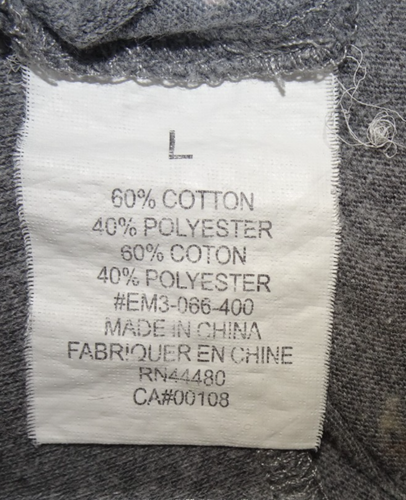 L
60% COTTON
40% POLYESTER
60% COTON
40% POLYESTER
#EM3-066-400
MADE IN CHINA
FABRIQUER EN CHINE
RN44480
CA#00108